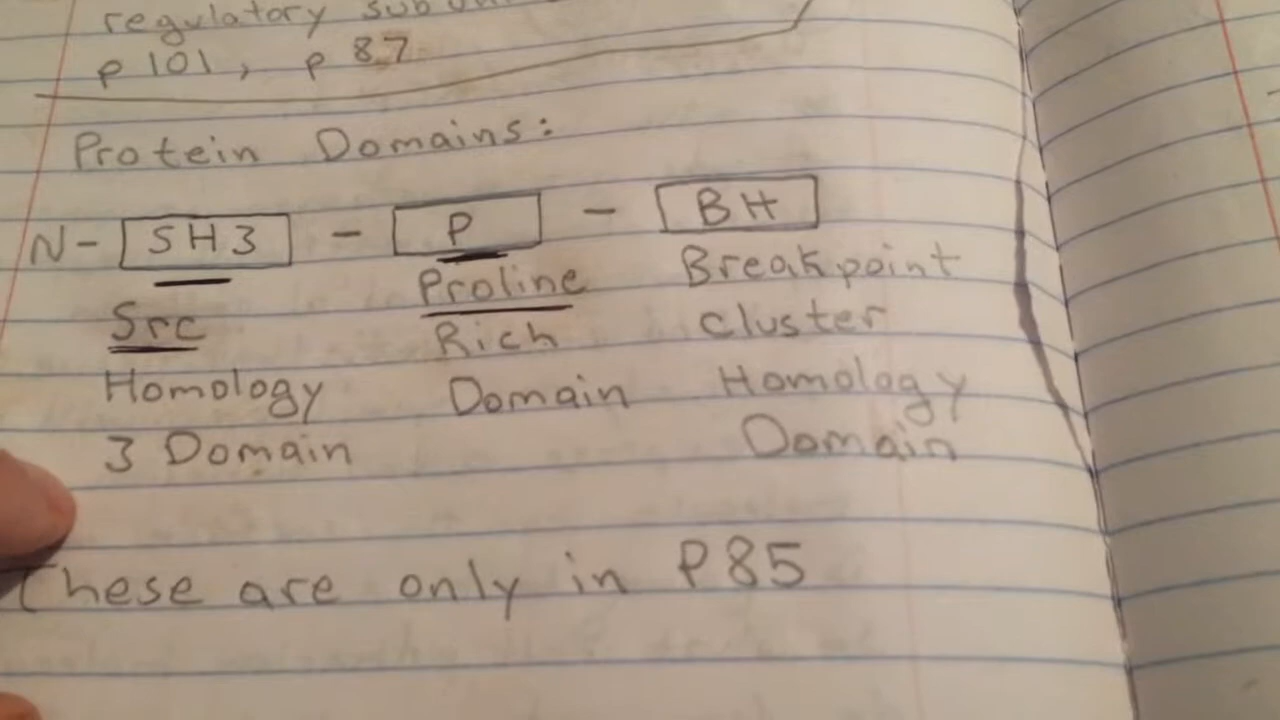 regulatory
p 101, p 87
Protein Domains:
N- SH3 - P - BH
Src Homology 3 Domain
Proline Rich Domain
Breakpoint cluster Homology Domain
These are only in P85